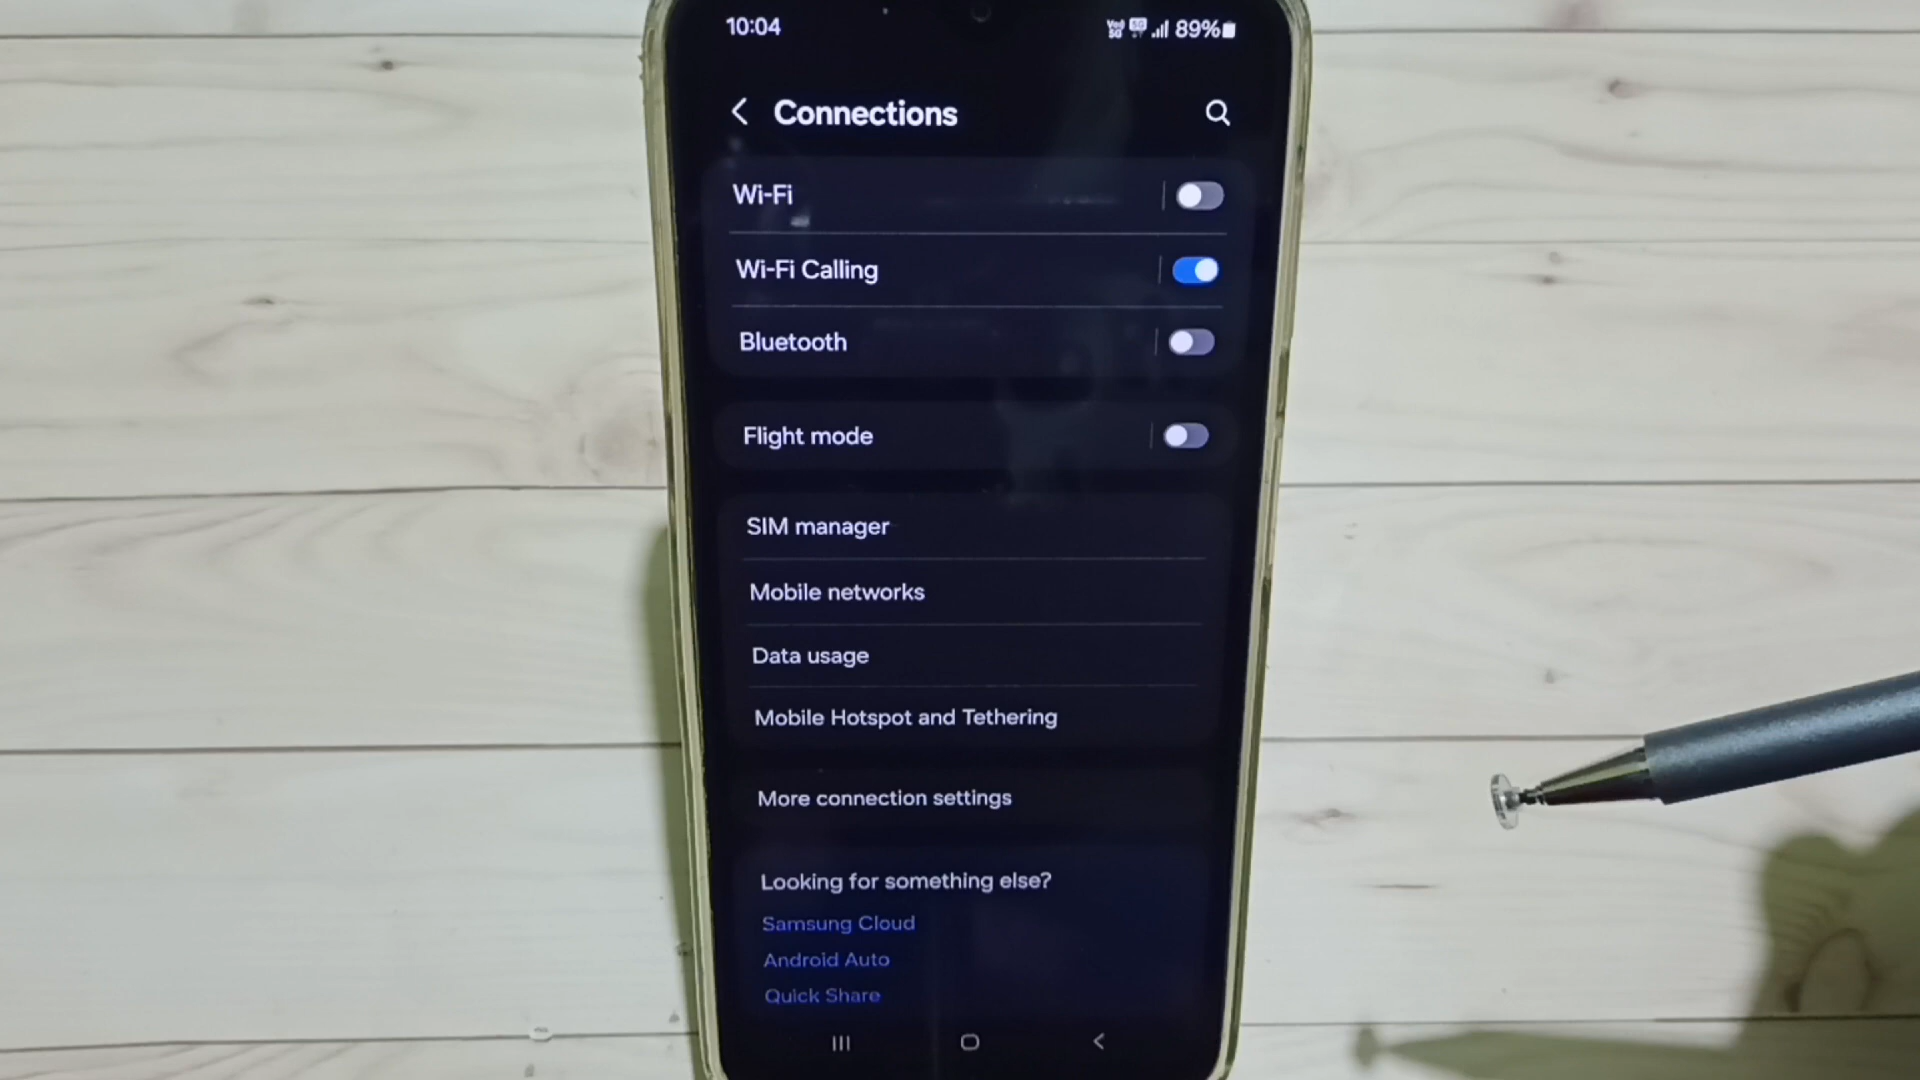 10:04
5G 89%
Connections
Wi-Fi
Wi-Fi Calling
Bluetooth
Flight mode
SIM manager
Mobile networks
Data usage
Mobile Hotspot and Tethering
More connection settings
Looking for something else?
Samsung Cloud
Android Auto
Quick Share